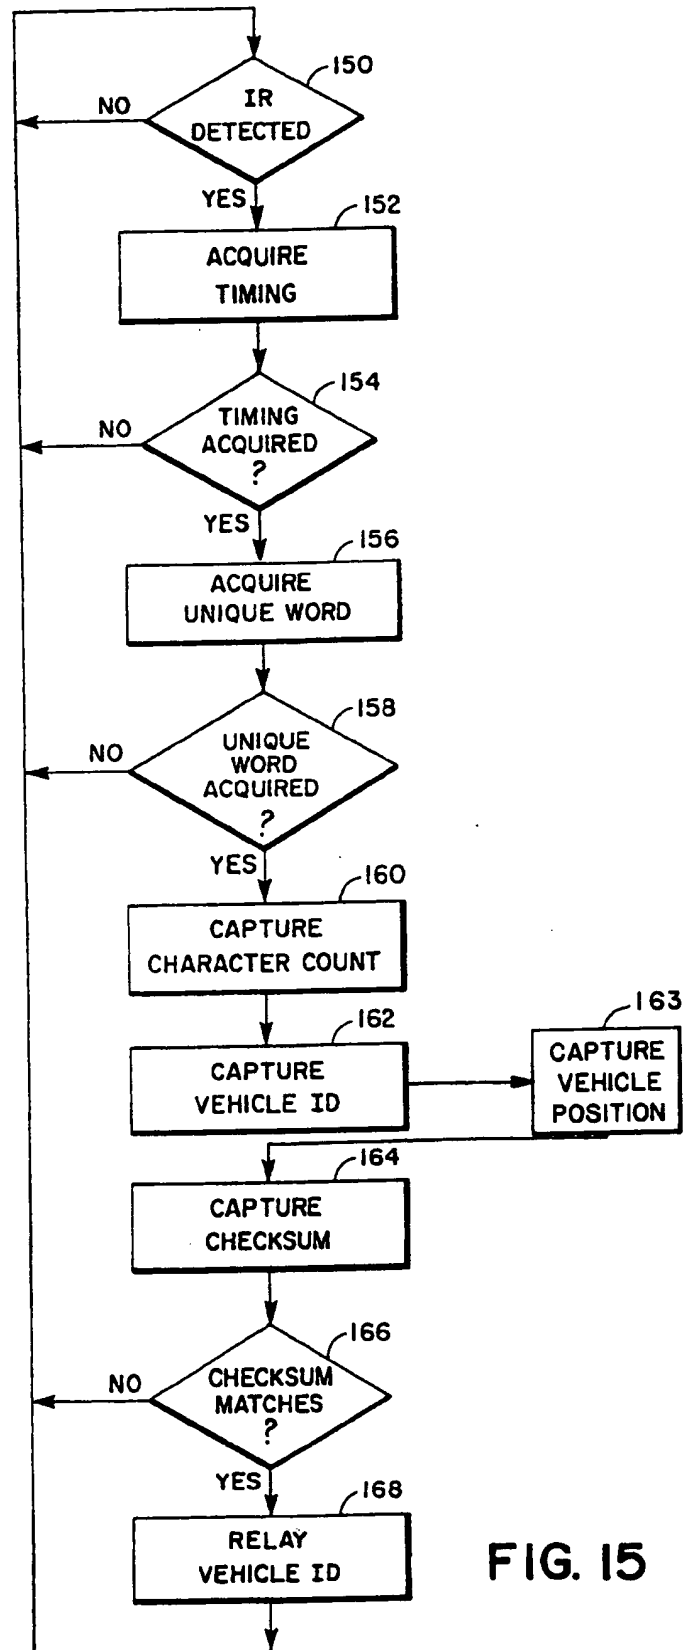 150
IR
DETECTED
NO
YES
152
ACQUIRE
TIMING
154
TIMING
ACQUIRED
?
NO
YES
156
ACQUIRE
UNIQUE WORD
158
UNIQUE
WORD
ACQUIRED
?
NO
YES
160
CAPTURE
CHARACTER COUNT
162
CAPTURE
VEHICLE ID
163
CAPTURE
VEHICLE
POSITION
164
CAPTURE
CHECKSUM
166
CHECKSUM
MATCHES
?
NO
YES
168
RELAY
VEHICLE ID
FIG. 15